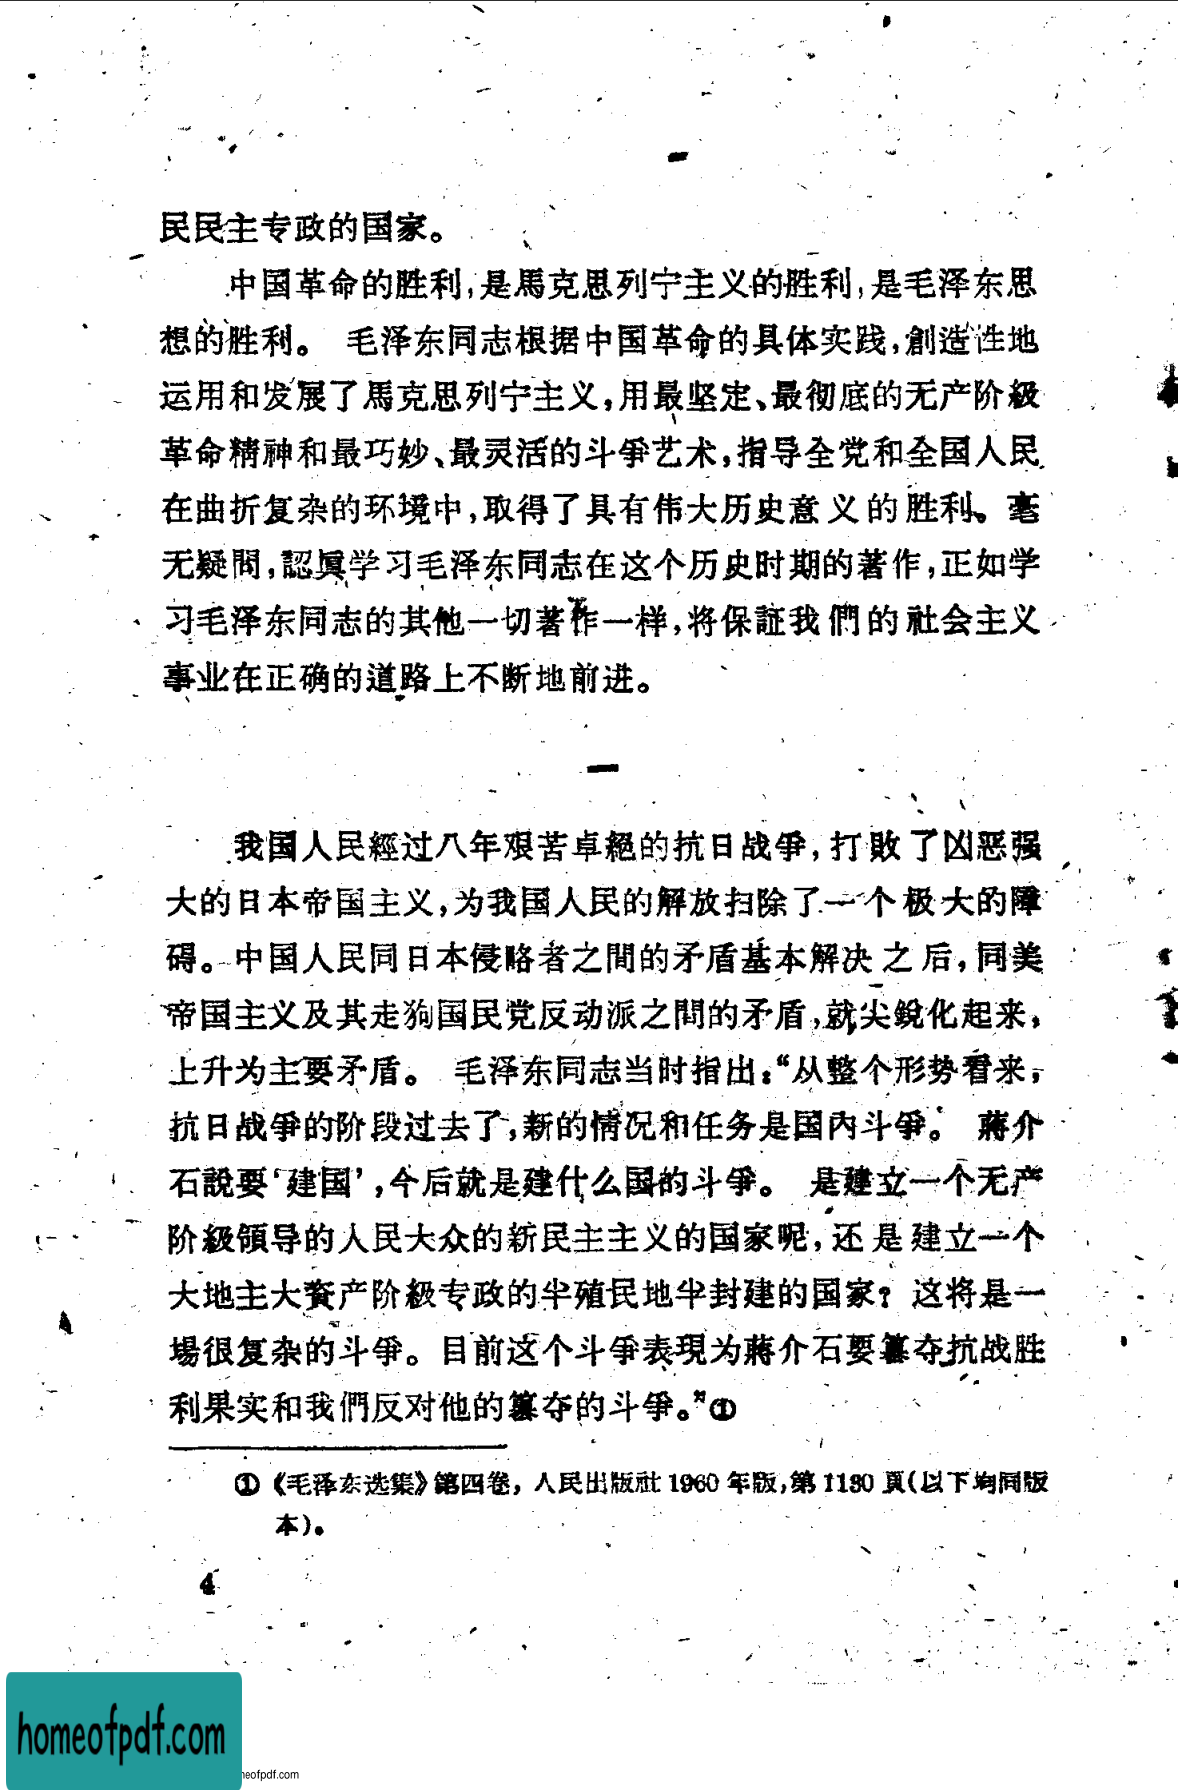 民民主专政的国家。
中国革命的胜利,是馬克思列宁主义的胜利,是毛泽东思
想的胜利。 毛泽东同志根据中国革命的具体实践,創造性地
运用和发展了馬克思列宁主义,用最坚定、最彻底的无产阶級
革命精神和最巧妙、最灵活的斗爭艺术,指导全党和全国人民
在曲折复杂的环境中,取得了具有伟大历史意义的胜利。毫
无疑問,認真学习毛泽东同志在这个历史时期的著作,正如学
习毛泽东同志的其他一切著作一样,将保証我們的社会主义
事业在正确的道路上不断地前进。
一
我国人民經过八年艰苦卓絕的抗日战爭,打敗了凶恶强
大的日本帝国主义,为我国人民的解放扫除了一个极大的障
碍。中国人民同日本侵略者之間的矛盾基本解决之后,同美
帝国主义及其走狗国民党反动派之間的矛盾,就尖銳化起来,
上升为主要矛盾。 毛泽东同志当时指出:“从整个形势看来,
抗日战爭的阶段过去了,新的情况和任务是国内斗爭。 蔣介
石說要‘建国’,今后就是建什么国的斗爭。 是建立一个无产
阶級領导的人民大众的新民主主义的国家呢,还是建立一个
大地主大資产阶級专政的半殖民地半封建的国家? 这将是一
場很复杂的斗爭。目前这个斗爭表現为蔣介石要篡夺抗战胜
利果实和我們反对他的篡夺的斗爭。”①
①《毛泽东选集》第四卷,人民出版社 1960 年版,第 1130 頁(以下均同版
本)。
4
homeofpdf.com
neofpdf.com